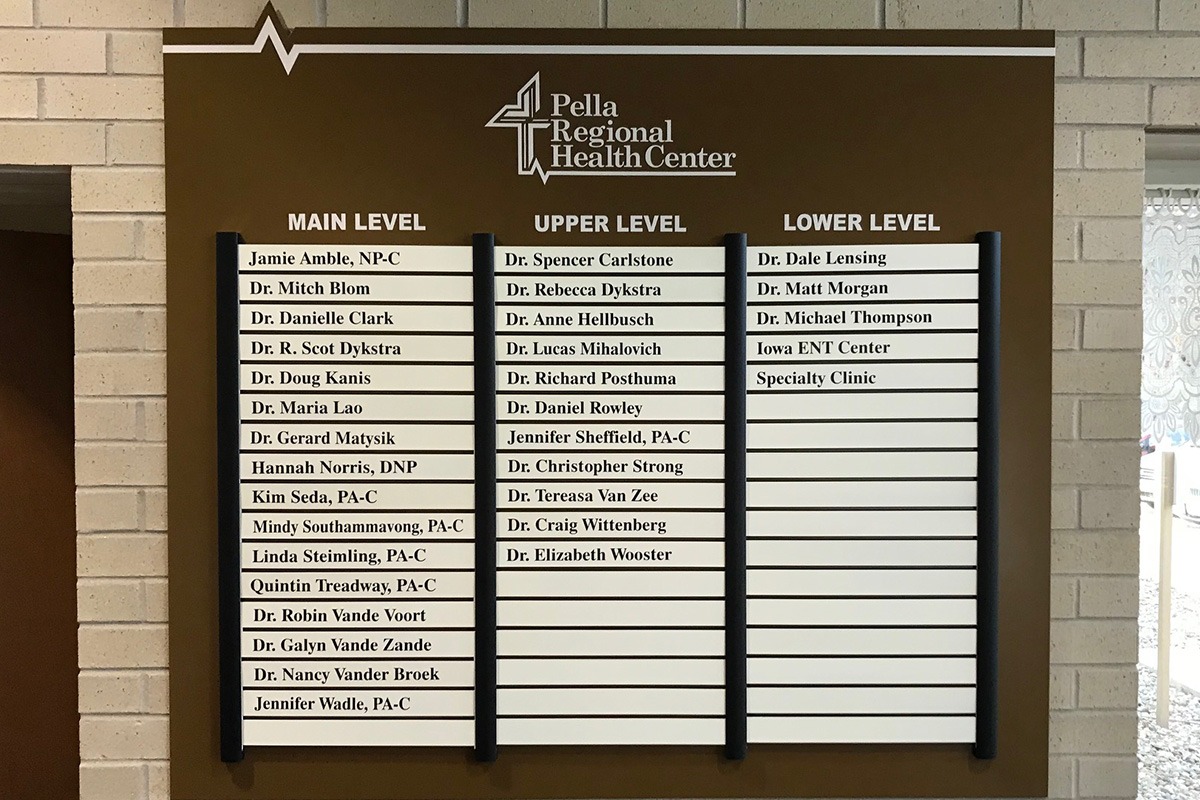 Pella
Regional
Health Center
MAIN LEVEL
Jamie Amble, NP-C
Dr. Mitch Blom
Dr. Danielle Clark
Dr. R. Scot Dykstra
Dr. Doug Kanis
Dr. Maria Lao
Dr. Gerard Matysik
Hannah Norris, DNP
Kim Seda, PA-C
Mindy Southammavong, PA-C
Linda Steimling, PA-C
Quintin Treadway, PA-C
Dr. Robin Vande Voort
Dr. Galyn Vande Zande
Dr. Nancy Vander Broek
Jennifer Wadle, PA-C
UPPER LEVEL
Dr. Spencer Carlstone
Dr. Rebecca Dykstra
Dr. Anne Hellbusch
Dr. Lucas Mihalovich
Dr. Richard Posthuma
Dr. Daniel Rowley
Jennifer Sheffield, PA-C
Dr. Christopher Strong
Dr. Tereasa Van Zee
Dr. Craig Wittenberg
Dr. Elizabeth Wooster
LOWER LEVEL
Dr. Dale Lensing
Dr. Matt Morgan
Dr. Michael Thompson
Iowa ENT Center
Specialty Clinic